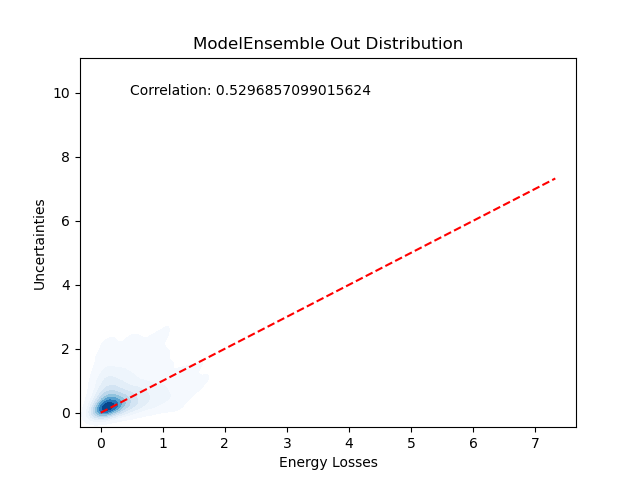 ModelEnsemble Out Distribution
Correlation: 0.5296857099015624
10
8
6
4
2
0
Uncertainties
0 1 2 3 4 5 6 7
Energy Losses